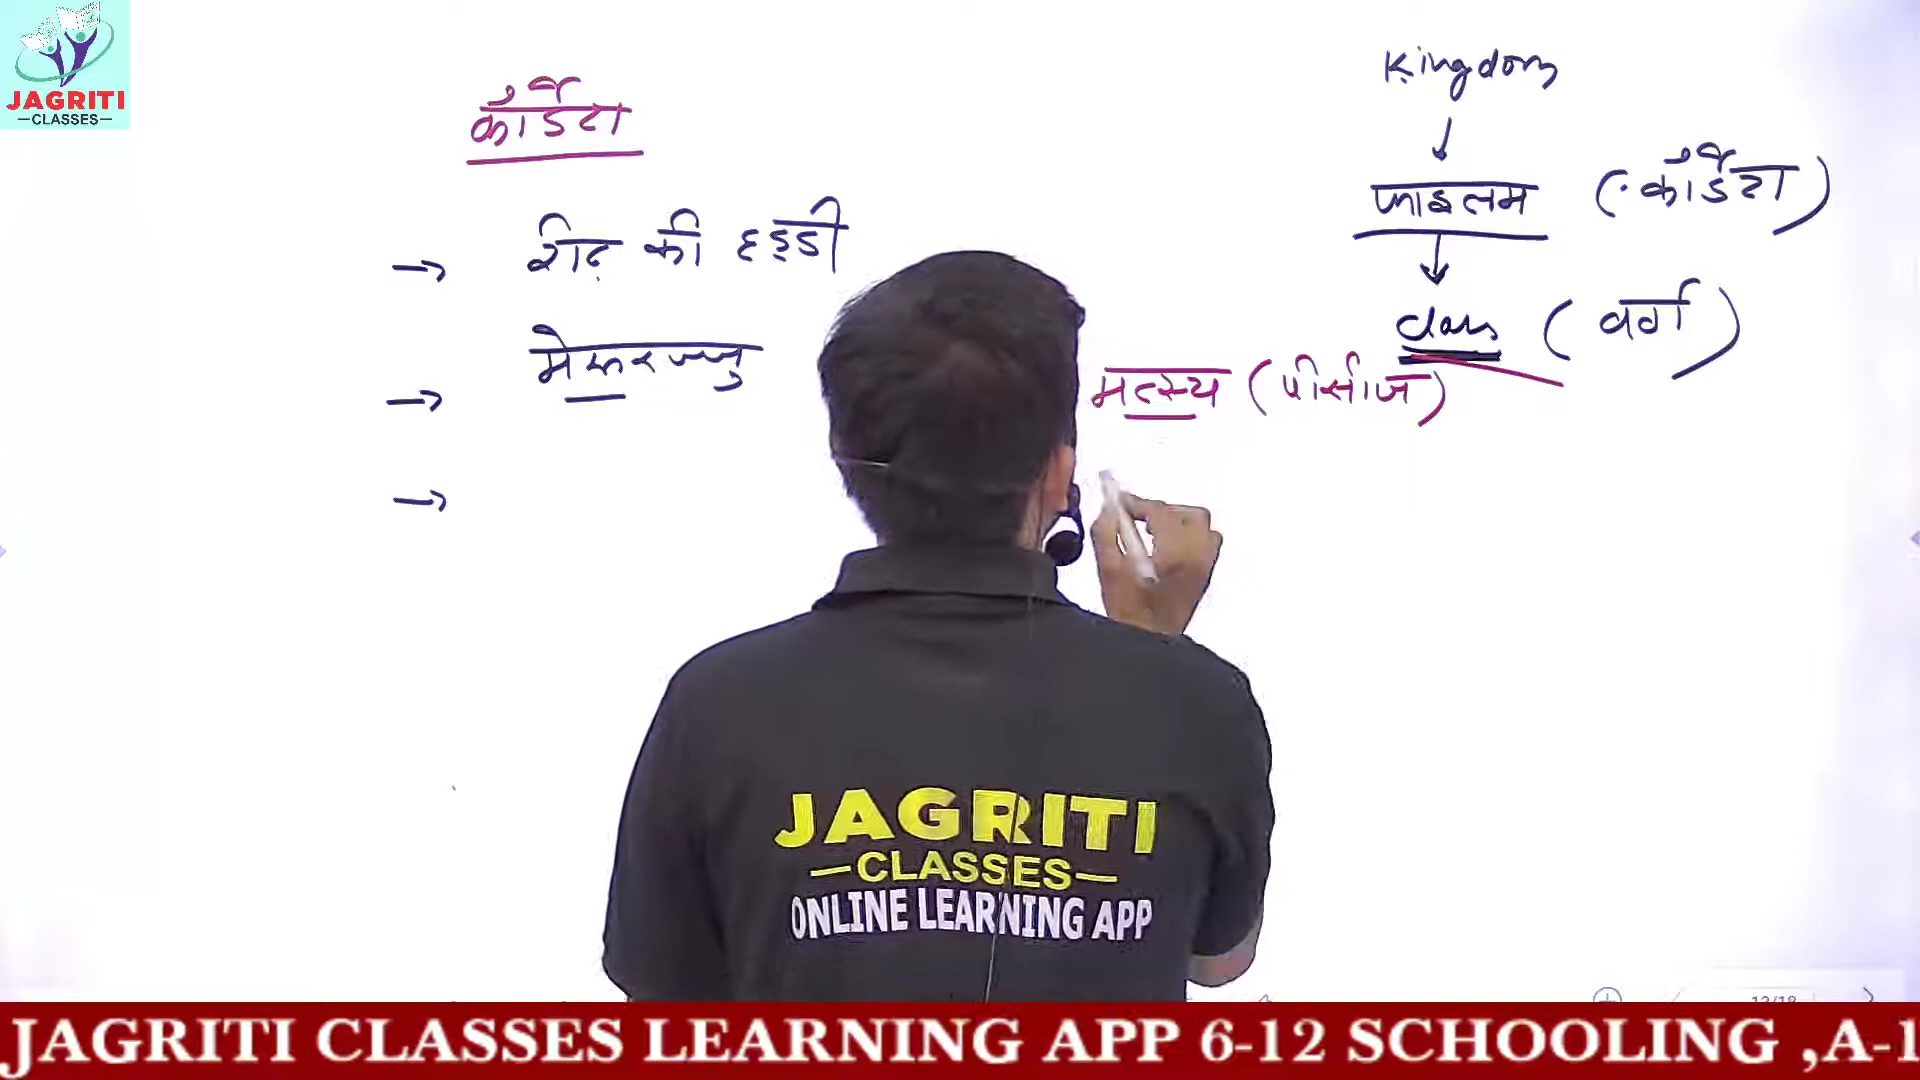 JAGRITI
CLASSES
कॉर्डेटा
→ रीढ़ की हड्डी
→ मेरूरज्जु
→
Kingdom
↓
फाइलम (कॉर्डेटा)
↓
class (वर्ग)
मत्स्य (पीसीज)
JAGRITI
CLASSES
ONLINE LEARNING APP
JAGRITI CLASSES LEARNING APP 6-12 SCHOOLING ,A-1